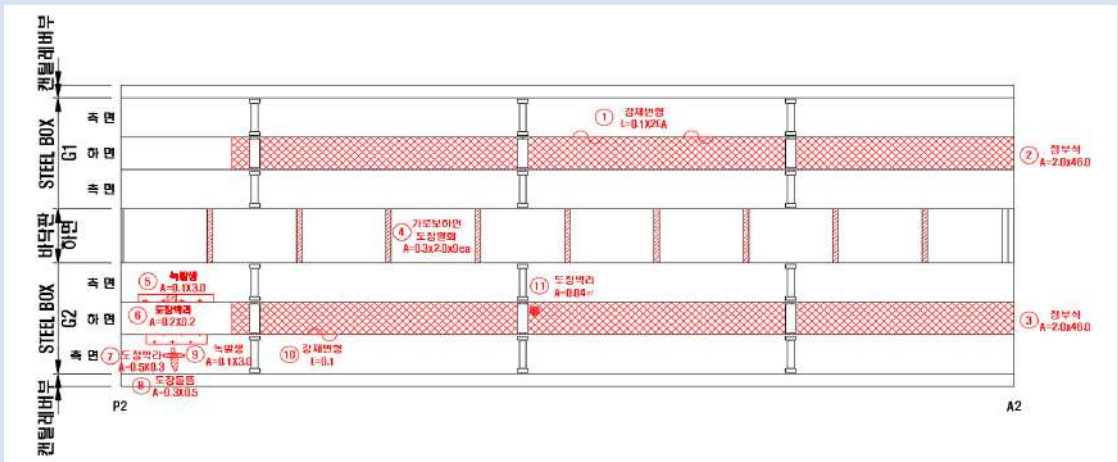 캔틸레버부
STEEL BOX
G1
측 면
하 면
측 면
① 강재변형
L=0.1X2EA
② 점부식
A=2.0x46.0
바닥판
하면
④ 가로보하면
도장열화
A=0.3x2.0x9ea
STEEL BOX
G2
측 면
하 면
측 면
⑤ 녹발생
A=0.1X3.0
⑪ 도장박리
A=0.04㎡
⑥ 도장박리
A=0.2X0.2
③ 점부식
A=2.0x46.0
⑦ 도장박리
A=0.5X0.3
⑨ 녹발생
A=0.1X3.0
⑩ 강재변형
L=0.1
⑧ 도장들뜸
A=0.3X0.5
캔틸레버부
P2
A2